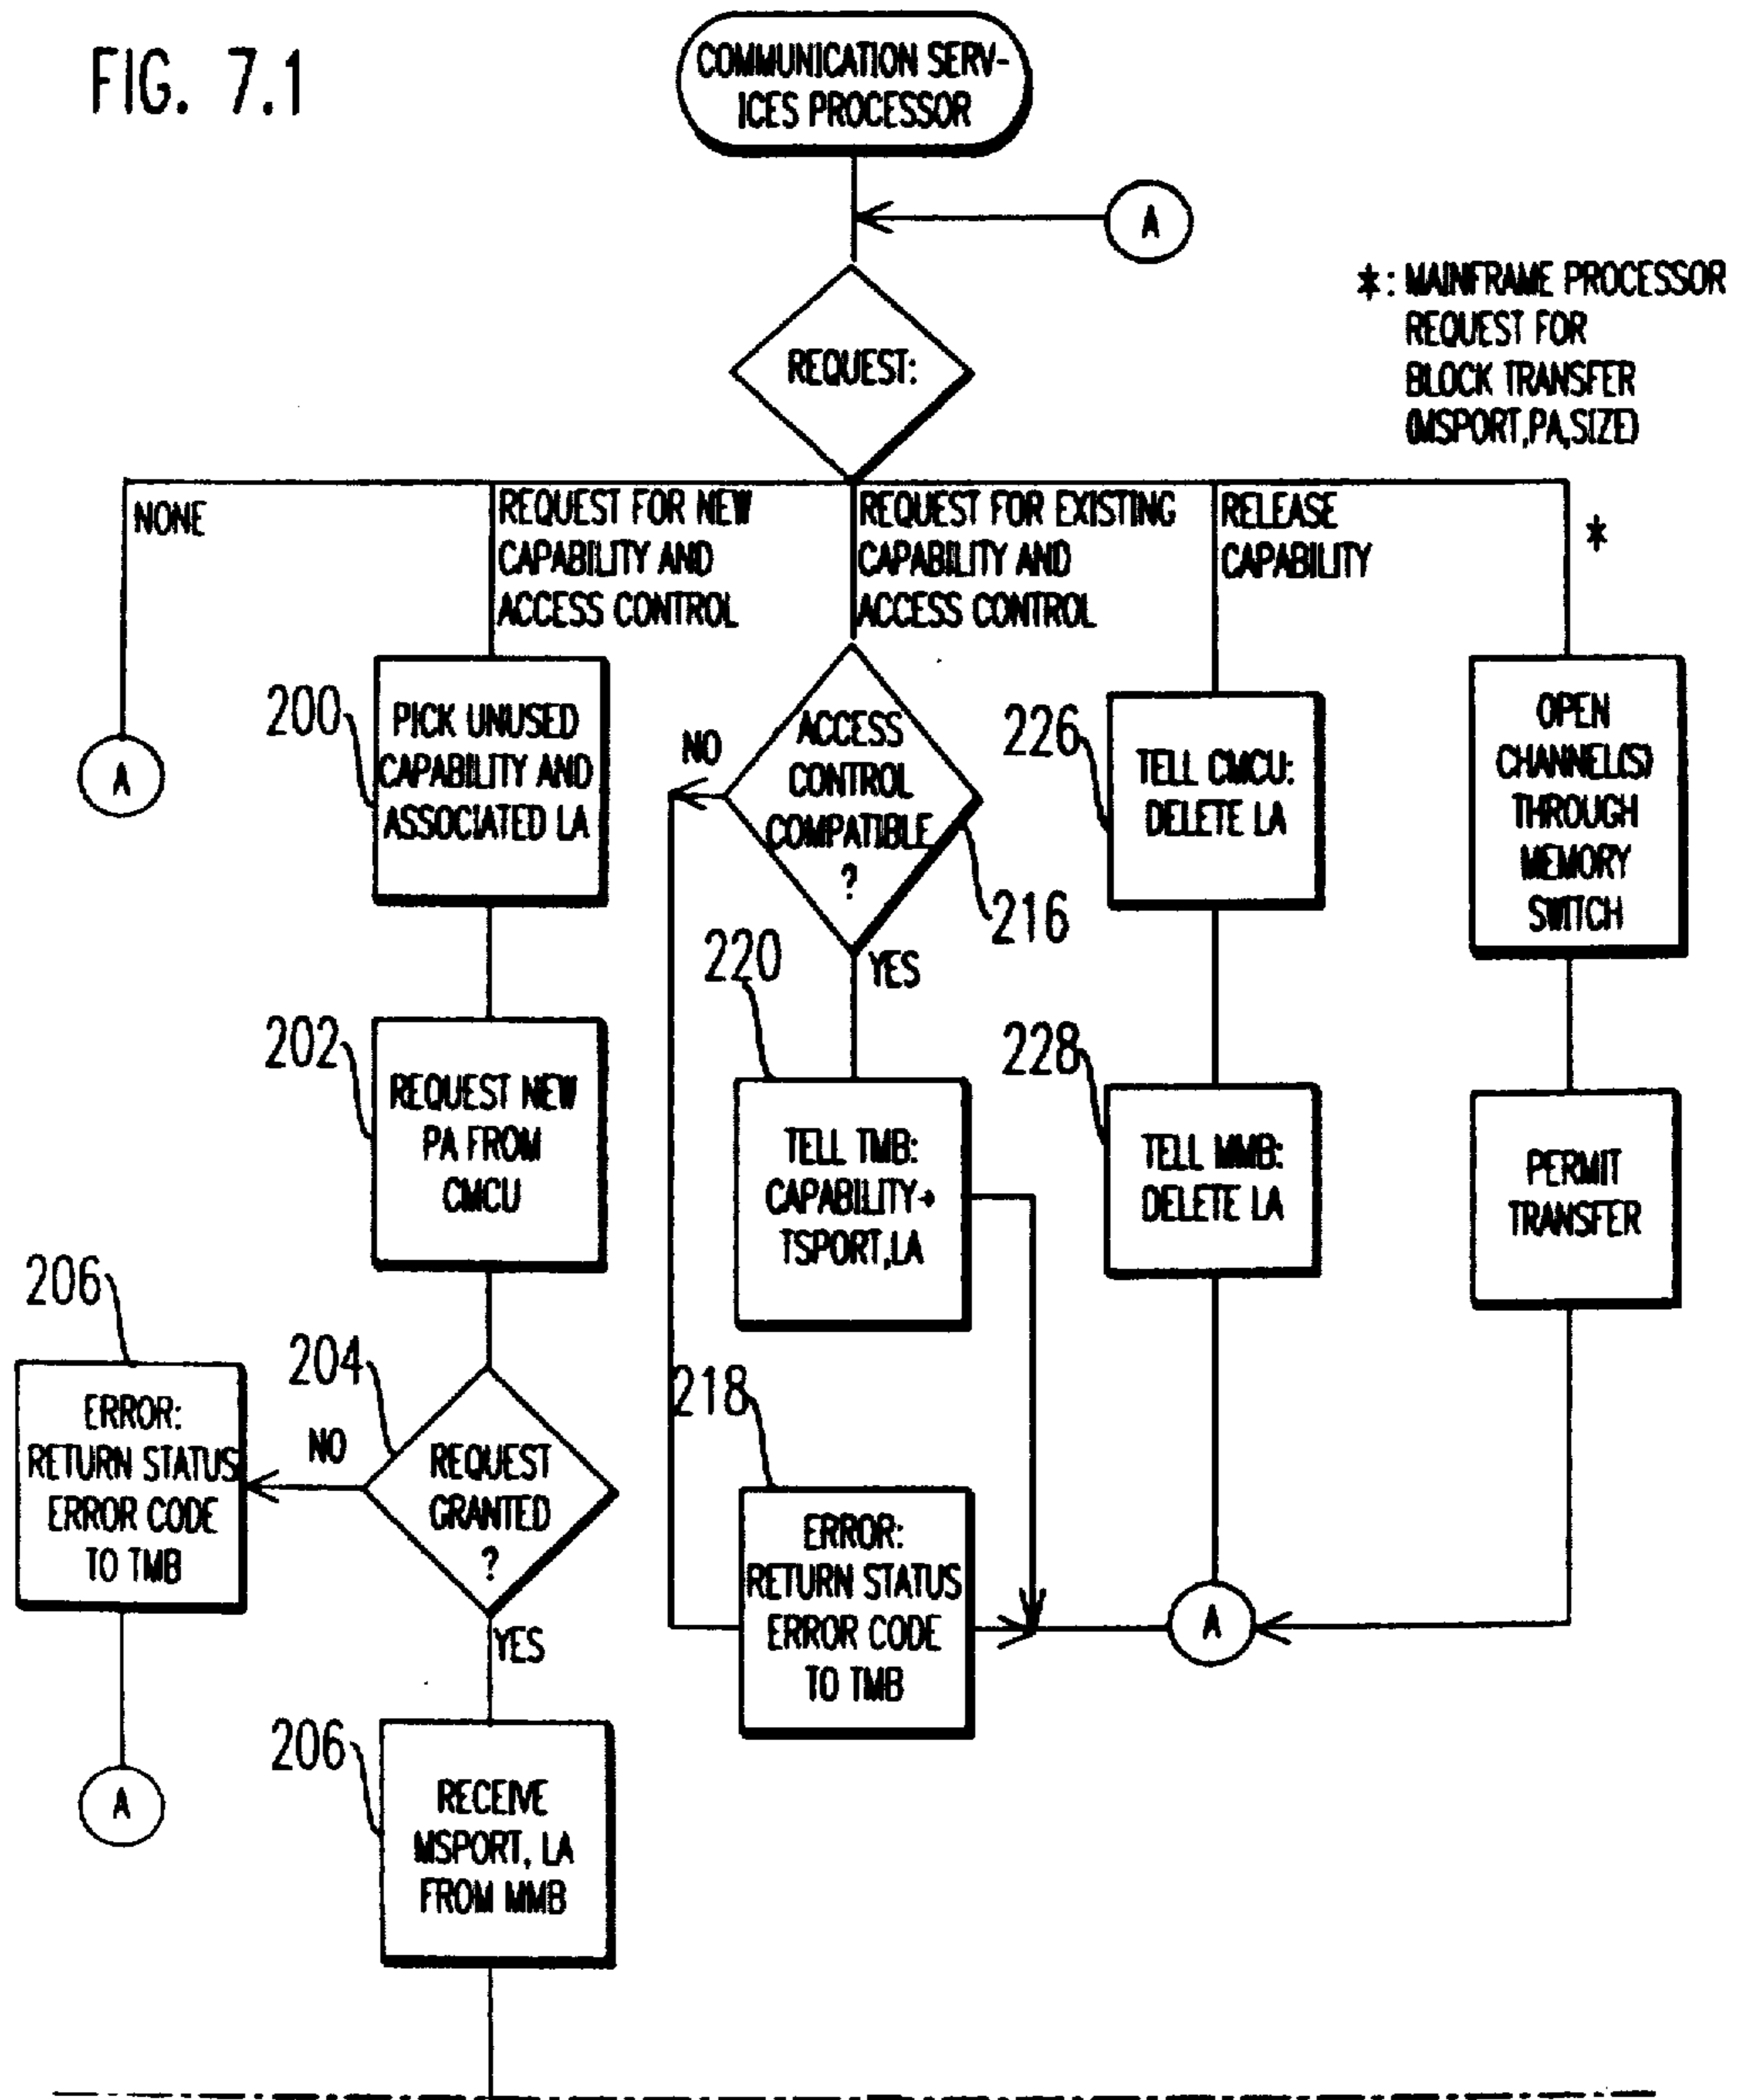 FIG. 7.1
COMMUNICATION SERV-
ICES PROCESSOR
A
*: MAINFRAME PROCESSOR
REQUEST FOR
BLOCK TRANSFER
(MSPORT,PA,SIZE)
REQUEST:
NONE
REQUEST FOR NEW
CAPABILITY AND
ACCESS CONTROL
REQUEST FOR EXISTING
CAPABILITY AND
ACCESS CONTROL
RELEASE
CAPABILITY
*
A
200
PICK UNUSED
CAPABILITY AND
ASSOCIATED LA
NO
ACCESS
CONTROL
COMPATIBLE
?
216
YES
226
TELL CMCU:
DELETE LA
OPEN
CHANNEL(S)
THROUGH
MEMORY
SWITCH
202
REQUEST NEW
PA FROM
CMCU
220
TELL TMB:
CAPABILITY→
TSPORT,LA
228
TELL MMB:
DELETE LA
PERMIT
TRANSFER
206
ERROR:
RETURN STATUS
ERROR CODE
TO TMB
NO
204
REQUEST
GRANTED
?
YES
218
ERROR:
RETURN STATUS
ERROR CODE
TO TMB
A
A
206
RECEIVE
MSPORT, LA
FROM MMB